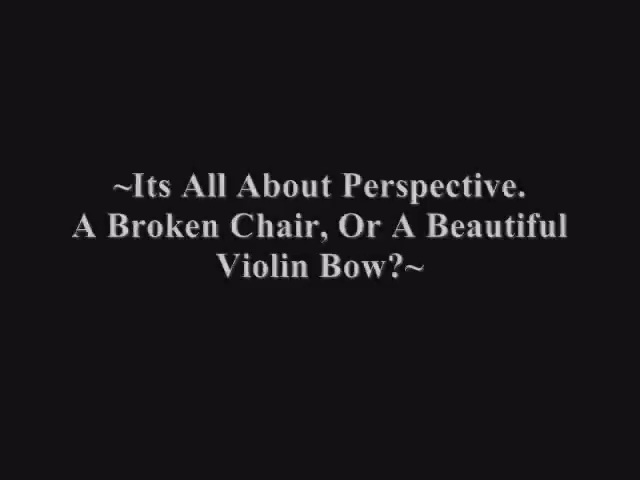 ~Its All About Perspective.
A Broken Chair, Or A Beautiful
Violin Bow?~